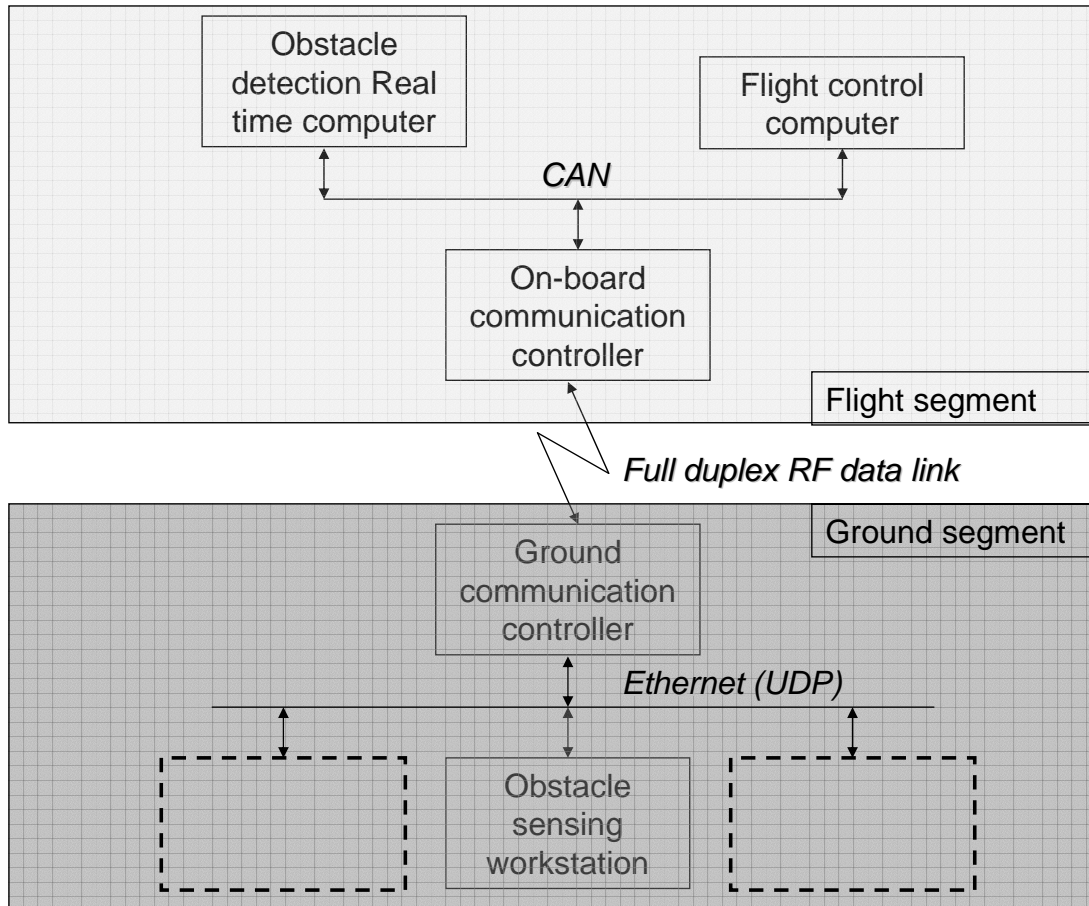 Obstacle
detection Real
time computer
Flight control
computer
CAN
On-board
communication
controller
Flight segment
Full duplex RF data link
Ground segment
Ground
communication
controller
Ethernet (UDP)
Obstacle
sensing
workstation